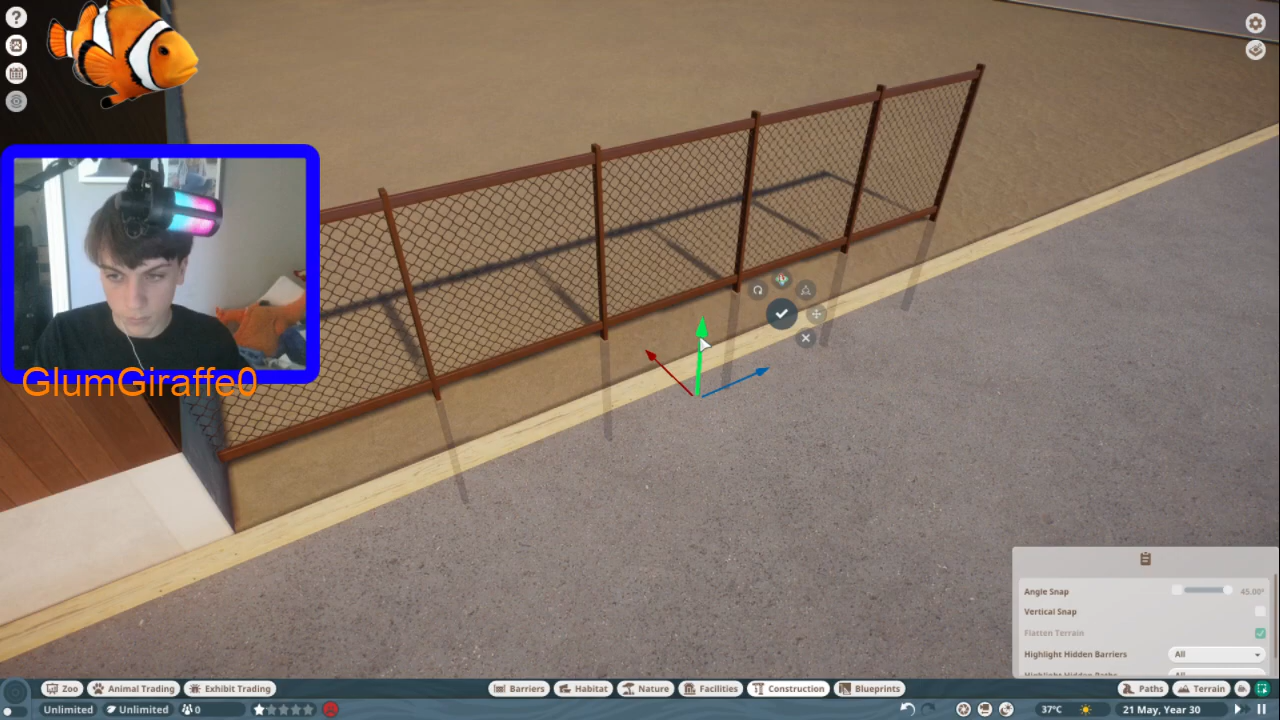 ?
GlumGiraffe0
Angle Snap 45.00°
Vertical Snap
Flatten Terrain
Highlight Hidden Barriers All
Zoo Animal Trading Exhibit Trading Barriers Habitat Nature Facilities Construction Blueprints Paths Terrain
Unlimited Unlimited 0 37°C 21 May, Year 30